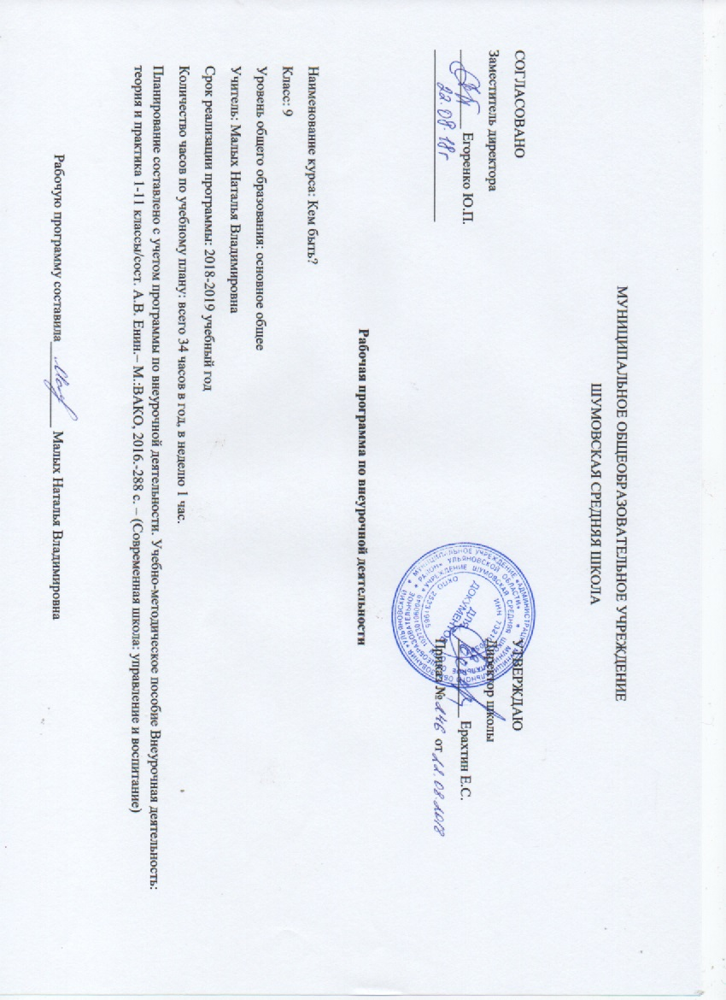 МУНИЦИПАЛЬНОЕ ОБЩЕОБРАЗОВАТЕЛЬНОЕ УЧРЕЖДЕНИЕ
ШУМОВСКАЯ СРЕДНЯЯ ШКОЛА
СОГЛАСОВАНО
Заместитель директора
Егоренко Ю.П.
22.08.18г
УТВЕРЖДАЮ
Директор школы
Ерахтин Е.С.
Приказ № 146 от 22.08.2018
ДЛЯ
ДОКУМЕНТОВ
Рабочая программа по внеурочной деятельности
Наименование курса: Кем быть?
Класс: 9
Уровень общего образования: основное общее
Учитель: Малых Наталья Владимировна
Срок реализации программы: 2018-2019 учебный год
Количество часов по учебному плану: всего 34 часов в год, в неделю 1 час.
Планирование составлено с учетом программы по внеурочной деятельности. Учебно-методическое пособие Внеурочная деятельность:
теория и практика 1-11 классы/сост. А.В. Енин.– М.:ВАКО, 2016.-288 с. – (Современная школа: управление и воспитание)
Рабочую программу составила Малых Наталья Владимировна